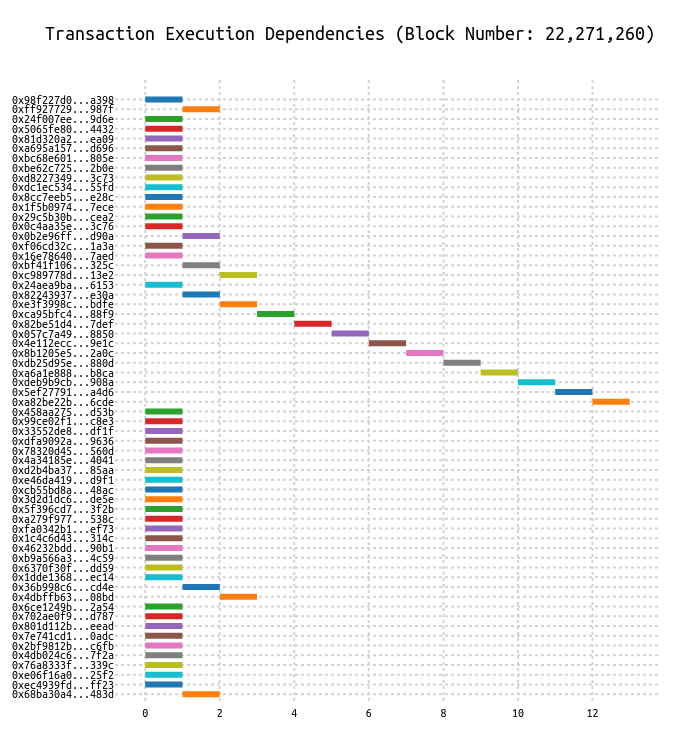 Transaction Execution Dependencies (Block Number: 22,271,260)
0x98f227d0...a398
0xff927729...987f
0x24f007ee...9d6e
0x5065fe80...4432
0x81d320a2...ea09
0xa695a157...d696
0xbc68e601...805e
0xbe62c725...2b0e
0xd8227349...3c73
0xdc1ec534...55fd
0x8cc7eeb5...e28c
0x1f5b0974...7ece
0x29c5b30b...cea2
0x0c4aa35e...3c76
0x0b2e96ff...d90a
0xf06cd32c...1a3a
0x16e78640...7aed
0xbf41f106...325c
0xc989778d...13e2
0x24aea9ba...6153
0x82243937...e30a
0xe3f3998c...bdfe
0xca95bfc4...88f9
0x82be51d4...7def
0x057c7a49...8850
0x4e112ecc...9e1c
0x8b1205e5...2a0c
0xdb25d95e...880d
0xa6a1e888...b8ca
0xdeb9b9cb...908a
0x5ef27791...a4d6
0xa82be22b...6cde
0x458aa275...d53b
0x99ce02f1...c8e3
0x33552de8...df1f
0xdfa9092a...9636
0x78320d45...560d
0x4a34185e...4041
0xd2b4ba37...85aa
0xe46da419...d9f1
0xcb55bd8a...48ac
0x3d2d1dc6...de5e
0x5f396cd7...3f2b
0xa279f977...538c
0xfa0342b1...ef73
0x1c4c6d43...314c
0x46232bdd...90b1
0xb9a566a3...4c59
0x6370f30f...dd59
0x1dde1368...ec14
0x36b998c6...cd4e
0x4dbffb63...08bd
0x6ce1249b...2a54
0x702ae0f9...d787
0x801d112b...eead
0x7e741cd1...0adc
0x2bf9812b...c6fb
0x4db024c6...7f2a
0x76a8333f...339c
0xe06f16a0...25f2
0xec4939fd...ff23
0x68ba30a4...483d
0 2 4 6 8 10 12